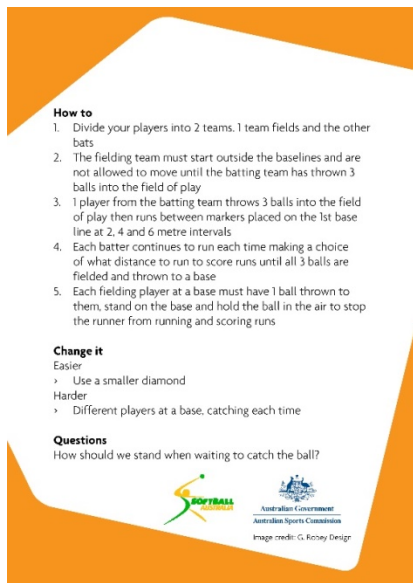 How to
1. Divide your players into 2 teams. 1 team fields and the other
bats
2. The fielding team must start outside the baselines and are
not allowed to move until the batting team has thrown 3
balls into the field of play
3. 1 player from the batting team throws 3 balls into the field
of play then runs between markers placed on the 1st base
line at 2, 4 and 6 metre intervals
4. Each batter continues to run each time making a choice
of what distance to run to score runs until all 3 balls are
fielded and thrown to a base
5. Each fielding player at a base must have 1 ball thrown to
them, stand on the base and hold the ball in the air to stop
the runner from running and scoring runs
Change it
Easier
› Use a smaller diamond
Harder
› Different players at a base, catching each time
Questions
How should we stand when waiting to catch the ball?
SOFTBALL
AUSTRALIA
Australian Government
Australian Sports Commission
Image credit: G. Robey Design